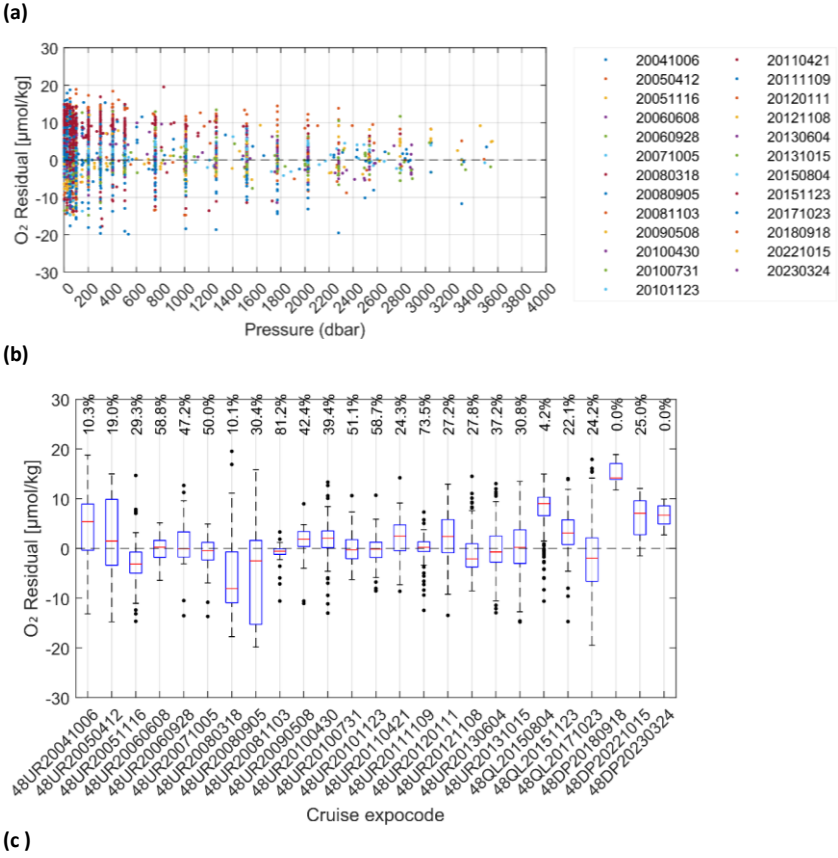 (a)
30
20
10
0
-10
-20
-30
O₂ Residual [µmol/kg]
0 200 400 600 800 1000 1200 1400 1600 1800 2000 2200 2400 2600 2800 3000 3200 3400 3600 3800 4000
Pressure (dbar)
20041006 20110421
20050412 20111109
20051116 20120111
20060608 20121108
20060928 20130604
20071005 20131015
20080318 20150804
20080905 20151123
20081103 20171023
20090508 20180918
20100430 20221015
20100731 20230324
20101123
(b)
30
20
10
0
-10
-20
-30
O₂ Residual [µmol/kg]
10.3% 19.0% 29.3% 58.8% 47.2% 50.0% 10.1% 30.4% 81.2% 42.4% 39.4% 51.1% 58.7% 24.3% 73.5% 27.2% 27.8% 37.2% 30.8% 4.2% 22.1% 24.2% 0.0% 25.0% 0.0%
48UR20041006 48UR20050412 48UR20051116 48UR20060608 48UR20060928 48UR20071005 48UR20080318 48UR20080905 48UR20081103 48UR20090508 48UR20100430 48UR20100731 48UR20101123 48UR20110421 48UR20111109 48UR20120111 48UR20121108 48UR20130604 48UR20131015 48QL20150804 48QL20151123 48QL20171023 48DP20180918 48DP20221015 48DP20230324
Cruise expocode
(c )